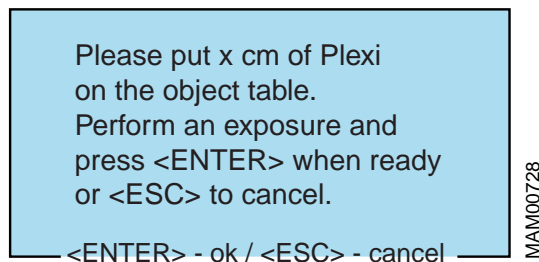 Please put x cm of Plexi
on the object table.
Perform an exposure and
press <ENTER> when ready
or <ESC> to cancel.
<ENTER> - ok / <ESC> - cancel
MAM00728